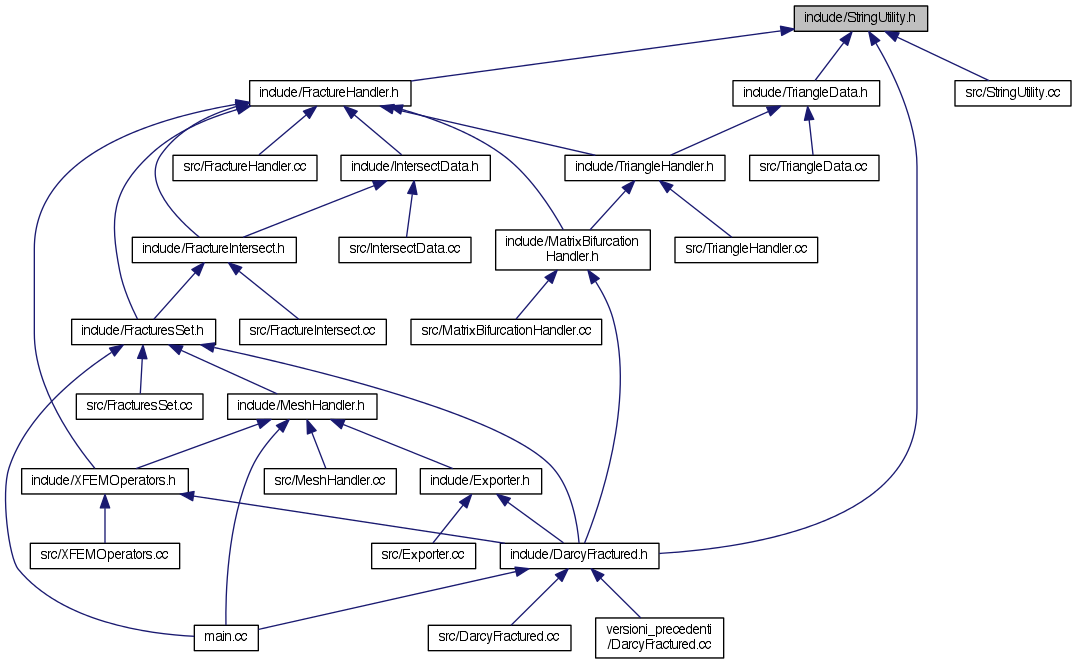 include/StringUtility.h
include/FractureHandler.h
include/TriangleData.h
src/StringUtility.cc
src/FractureHandler.cc
include/IntersectData.h
include/TriangleHandler.h
src/TriangleData.cc
include/FractureIntersect.h
src/IntersectData.cc
include/MatrixBifurcation
Handler.h
src/TriangleHandler.cc
include/FracturesSet.h
src/FractureIntersect.cc
src/MatrixBifurcationHandler.cc
src/FracturesSet.cc
include/MeshHandler.h
include/XFEMOperators.h
src/MeshHandler.cc
include/Exporter.h
src/XFEMOperators.cc
src/Exporter.cc
include/DarcyFractured.h
main.cc
src/DarcyFractured.cc
versioni_precedenti
/DarcyFractured.cc